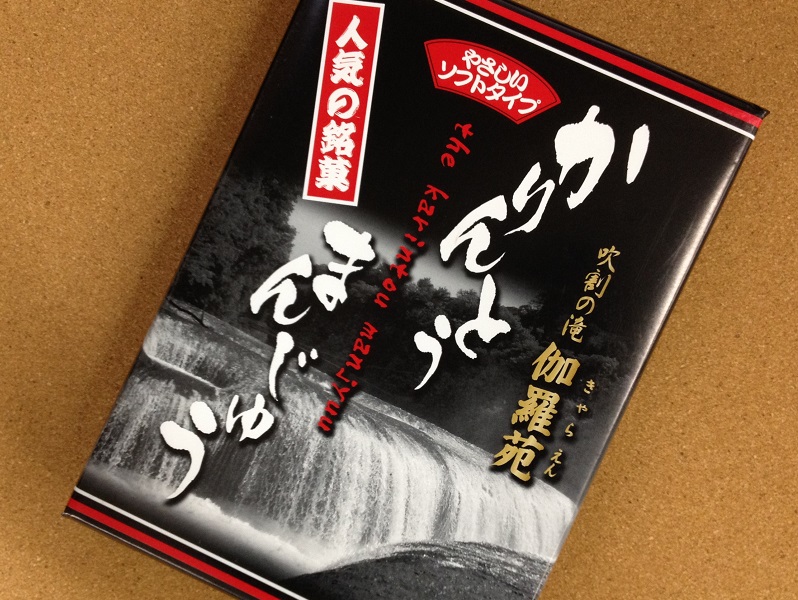 やさしい
ソフトタイプ
人気の銘菓
かりんとう
the karintou manjyuu
まんじゅう
吹割の滝
伽羅苑
きゃらえん